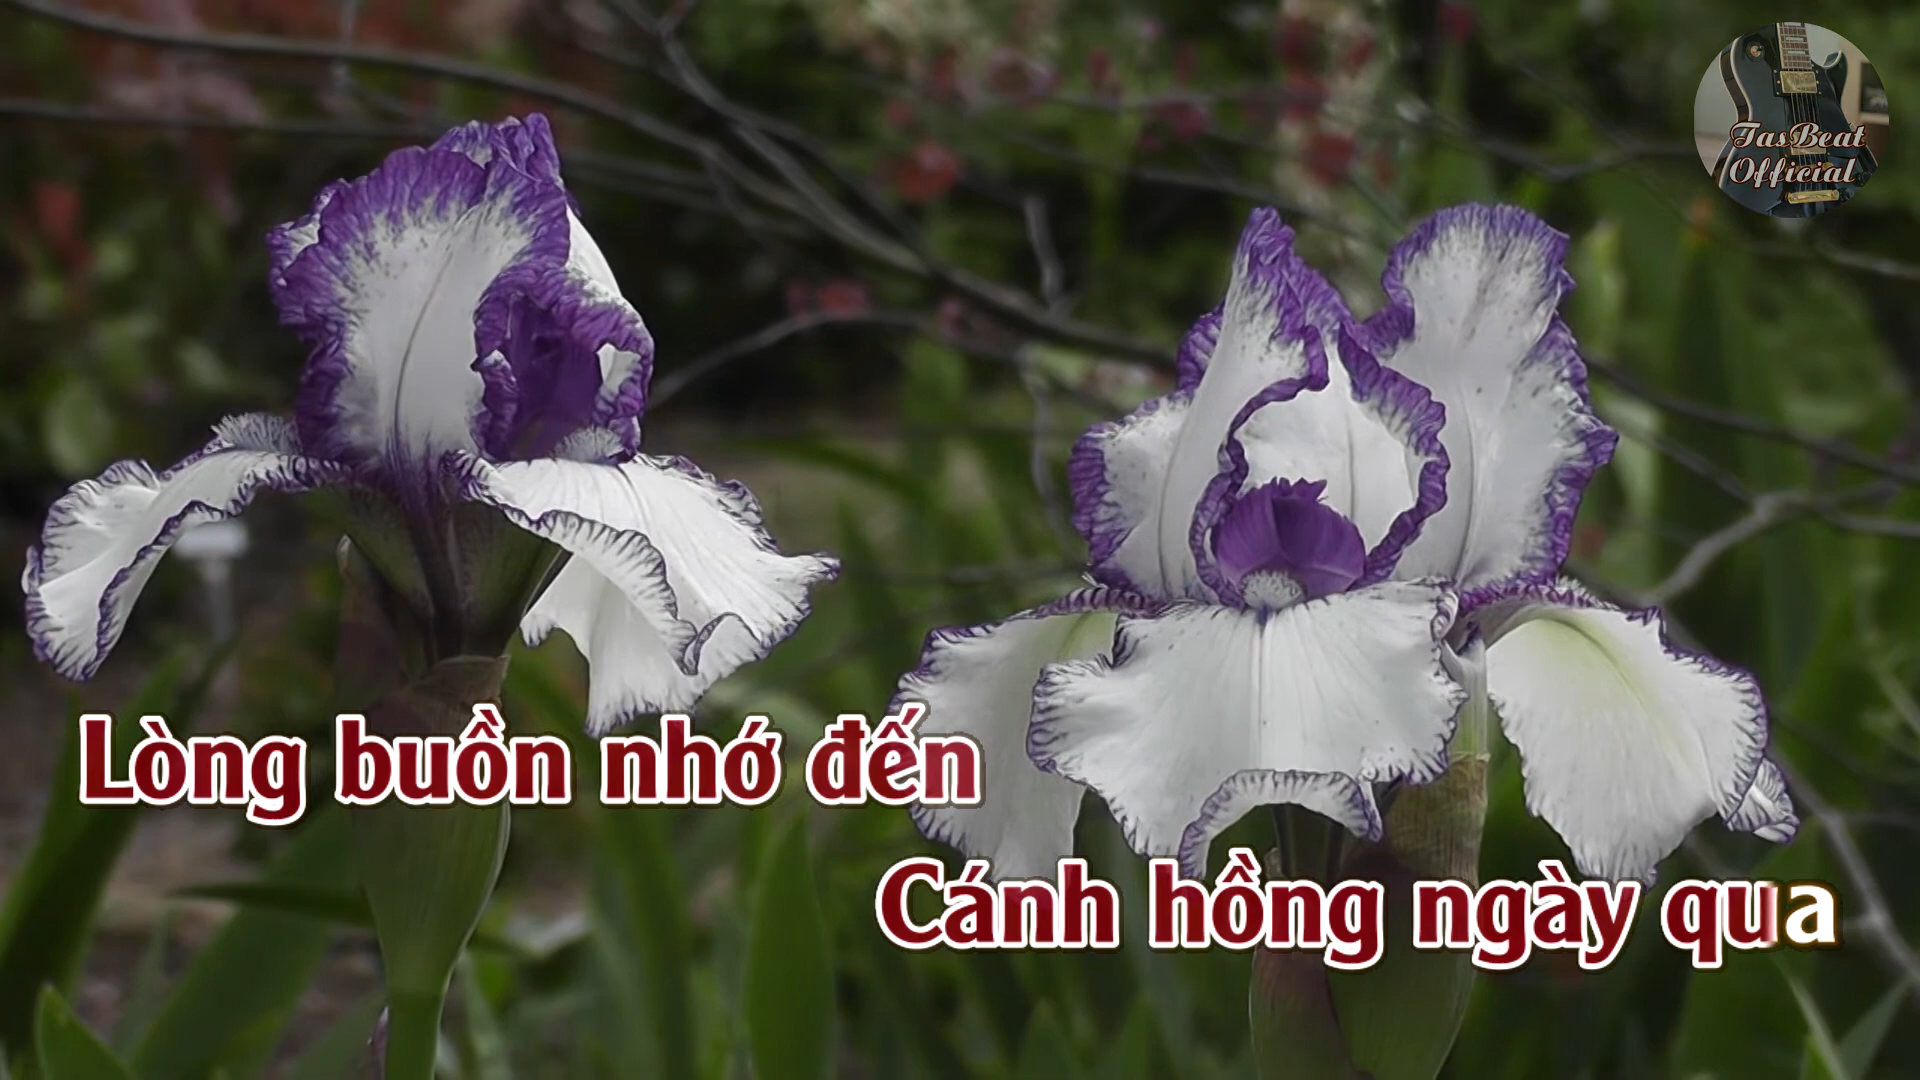 TasBeat
Official
Lòng buồn nhớ đến
Cánh hồng ngày qua